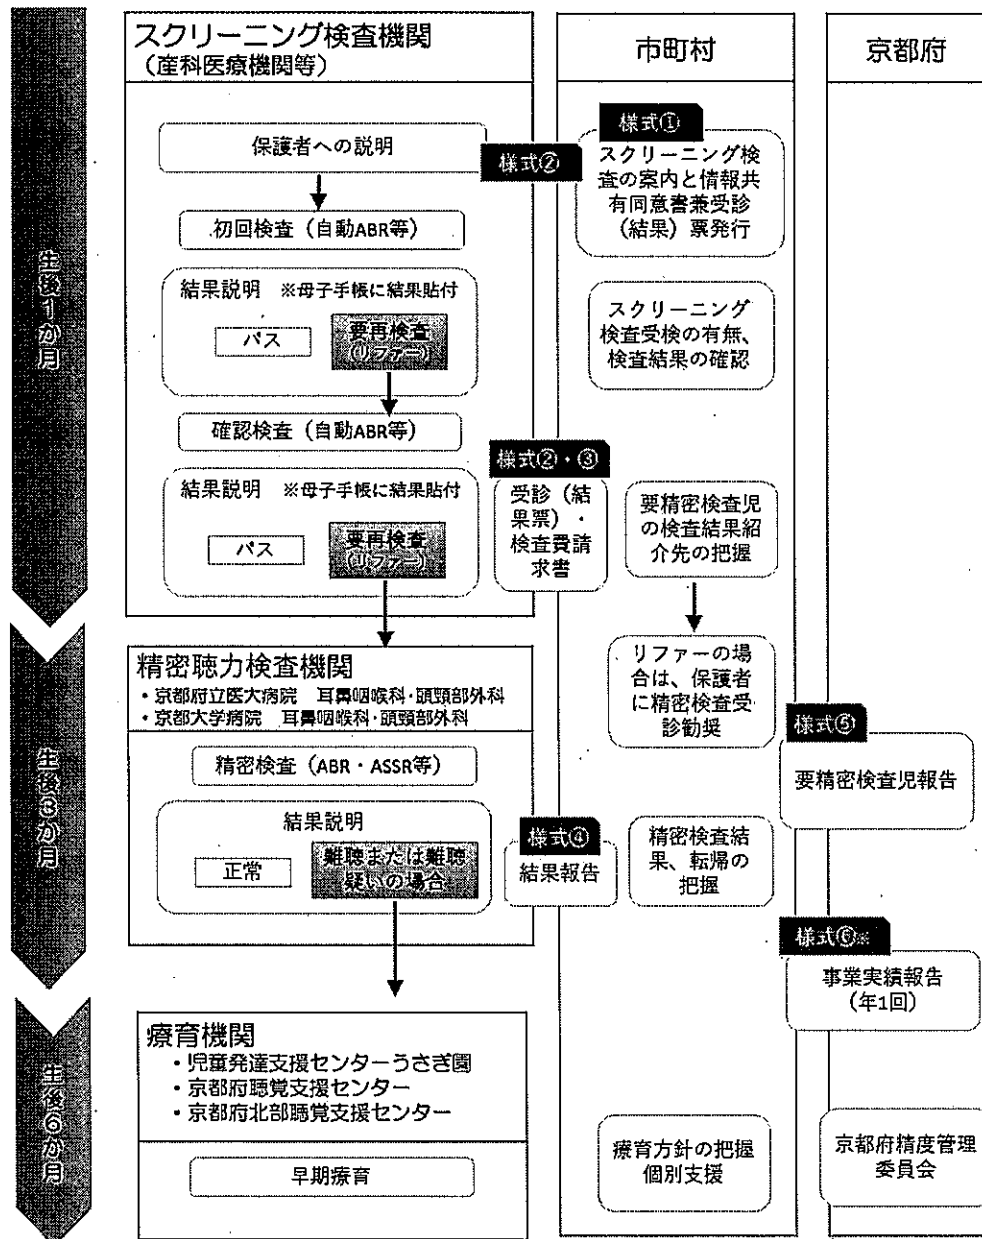 スクリーニング検査機関
（産科医療機関等）
市町村
京都府
生後1か月
保護者への説明
様式②
様式①
スクリーニング検
査の案内と情報共
有同意書兼受診
（結果）票発行
初回検査（自動ABR等）
結果説明 ※母子手帳に結果貼付
パス
要再検査
(リファー)
スクリーニング
検査受検の有無、
検査結果の確認
確認検査（自動ABR等）
結果説明 ※母子手帳に結果貼付
パス
要再検査
(リファー)
様式②・③
受診（結
果票）・
検査費請
求書
要精密検査児
の検査結果紹
介先の把握
リファーの場
合は、保護者
に精密検査受
診勧奨
生後3か月
精密聴力検査機関
・京都府立医大病院 耳鼻咽喉科･頭頸部外科
・京都大学病院 耳鼻咽喉科･頭頸部外科
精密検査（ABR・ASSR等）
結果説明
正常
難聴または難聴
疑いの場合
様式④
結果報告
精密検査結
果、転帰の
把握
様式⑤
要精密検査児報告
様式⑥※
事業実績報告
（年1回）
生後6か月
療育機関
・児童発達支援センターうさぎ園
・京都府聴覚支援センター
・京都府北部聴覚支援センター
早期療育
療育方針の把握
個別支援
京都府精度管理
委員会